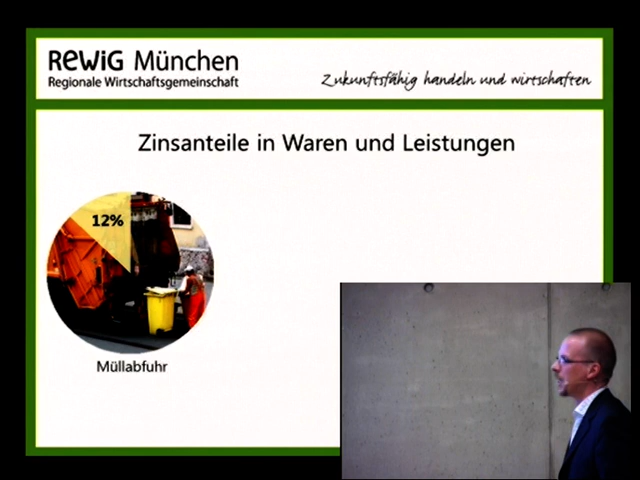 REWiG München
Regionale Wirtschaftsgemeinschaft
Zukunftsfähig handeln und wirtschaften
Zinsanteile in Waren und Leistungen
12%
Müllabfuhr